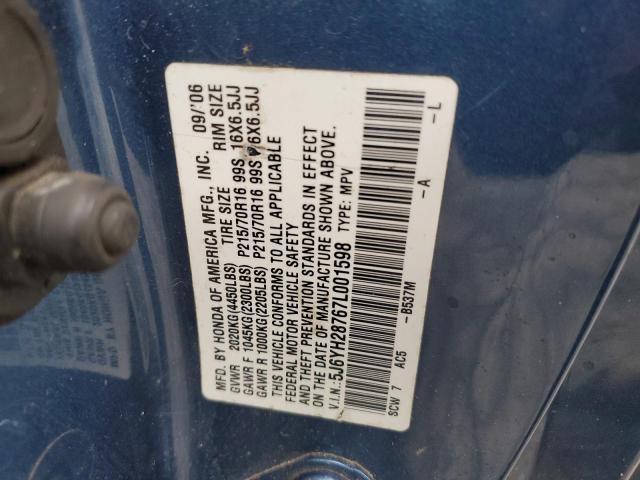 MFD. BY HONDA OF AMERICA MFG., INC. 09/'06
TIRE SIZE RIM SIZE
GVWR 2020KG(4450LBS)
GAWR F 1045KG(2300LBS) P215/70R16 99S 16X6.5JJ
GAWR R 1000KG(2205LBS) P215/70R16 99S 16X6.5JJ
THIS VEHICLE CONFORMS TO ALL APPLICABLE
FEDERAL MOTOR VEHICLE SAFETY
AND THEFT PREVENTION STANDARDS IN EFFECT
ON THE DATE OF MANUFACTURE SHOWN ABOVE.
V.I.N.:5J6YH28767L001598 TYPE: MPV
SCW 7 AC5 -B537M -A -L